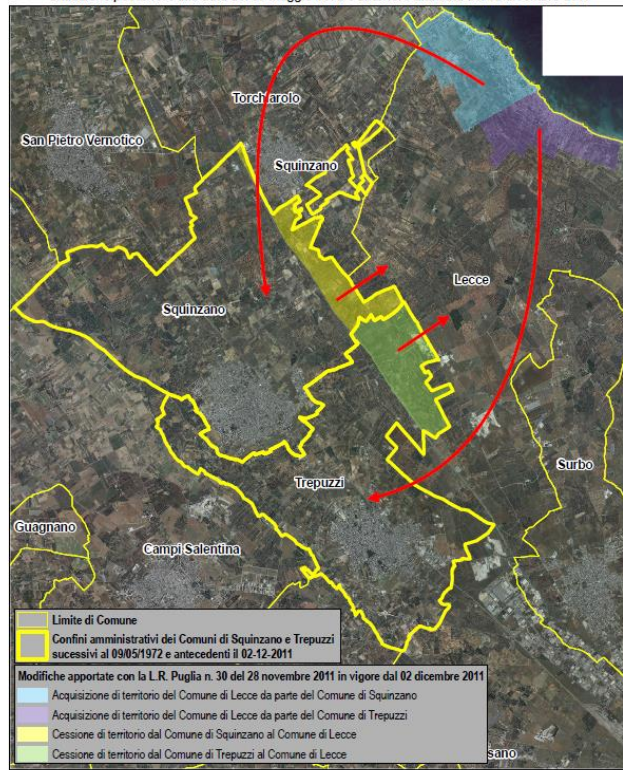 Torchiarolo
San Pietro Vernotico
Squinzano
Lecce
Squinzano
Surbo
Trepuzzi
Guagnano
Campi Salentina
Limite di Comune
Confini amministrativi dei Comuni di Squinzano e Trepuzzi
sucessivi al 09/05/1972 e antecedenti il 02-12-2011
Modifiche apportate con la L.R. Puglia n. 30 del 28 novembre 2011 in vigore dal 02 dicembre 2011
Acquisizione di territorio del Comune di Lecce da parte del Comune di Squinzano
Acquisizione di territorio del Comune di Lecce da parte del Comune di Trepuzzi
Cessione di territorio dal Comune di Squinzano al Comune di Lecce
Cessione di territorio dal Comune di Trepuzzi al Comune di Lecce